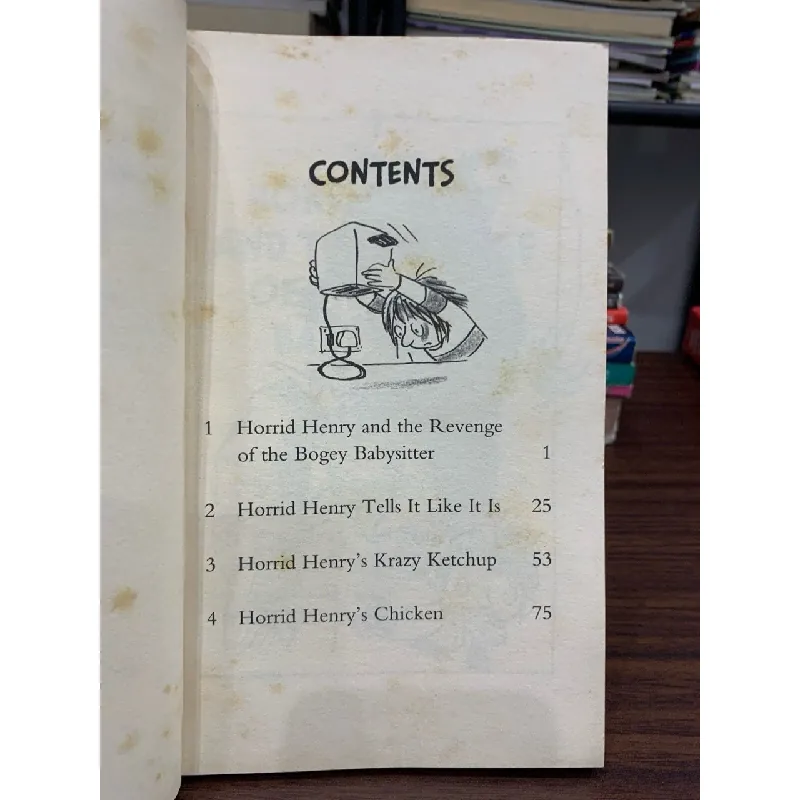 CONTENTS
1 Horrid Henry and the Revenge
of the Bogey Babysitter 1
2 Horrid Henry Tells It Like It Is 25
3 Horrid Henry's Krazy Ketchup 53
4 Horrid Henry's Chicken 75